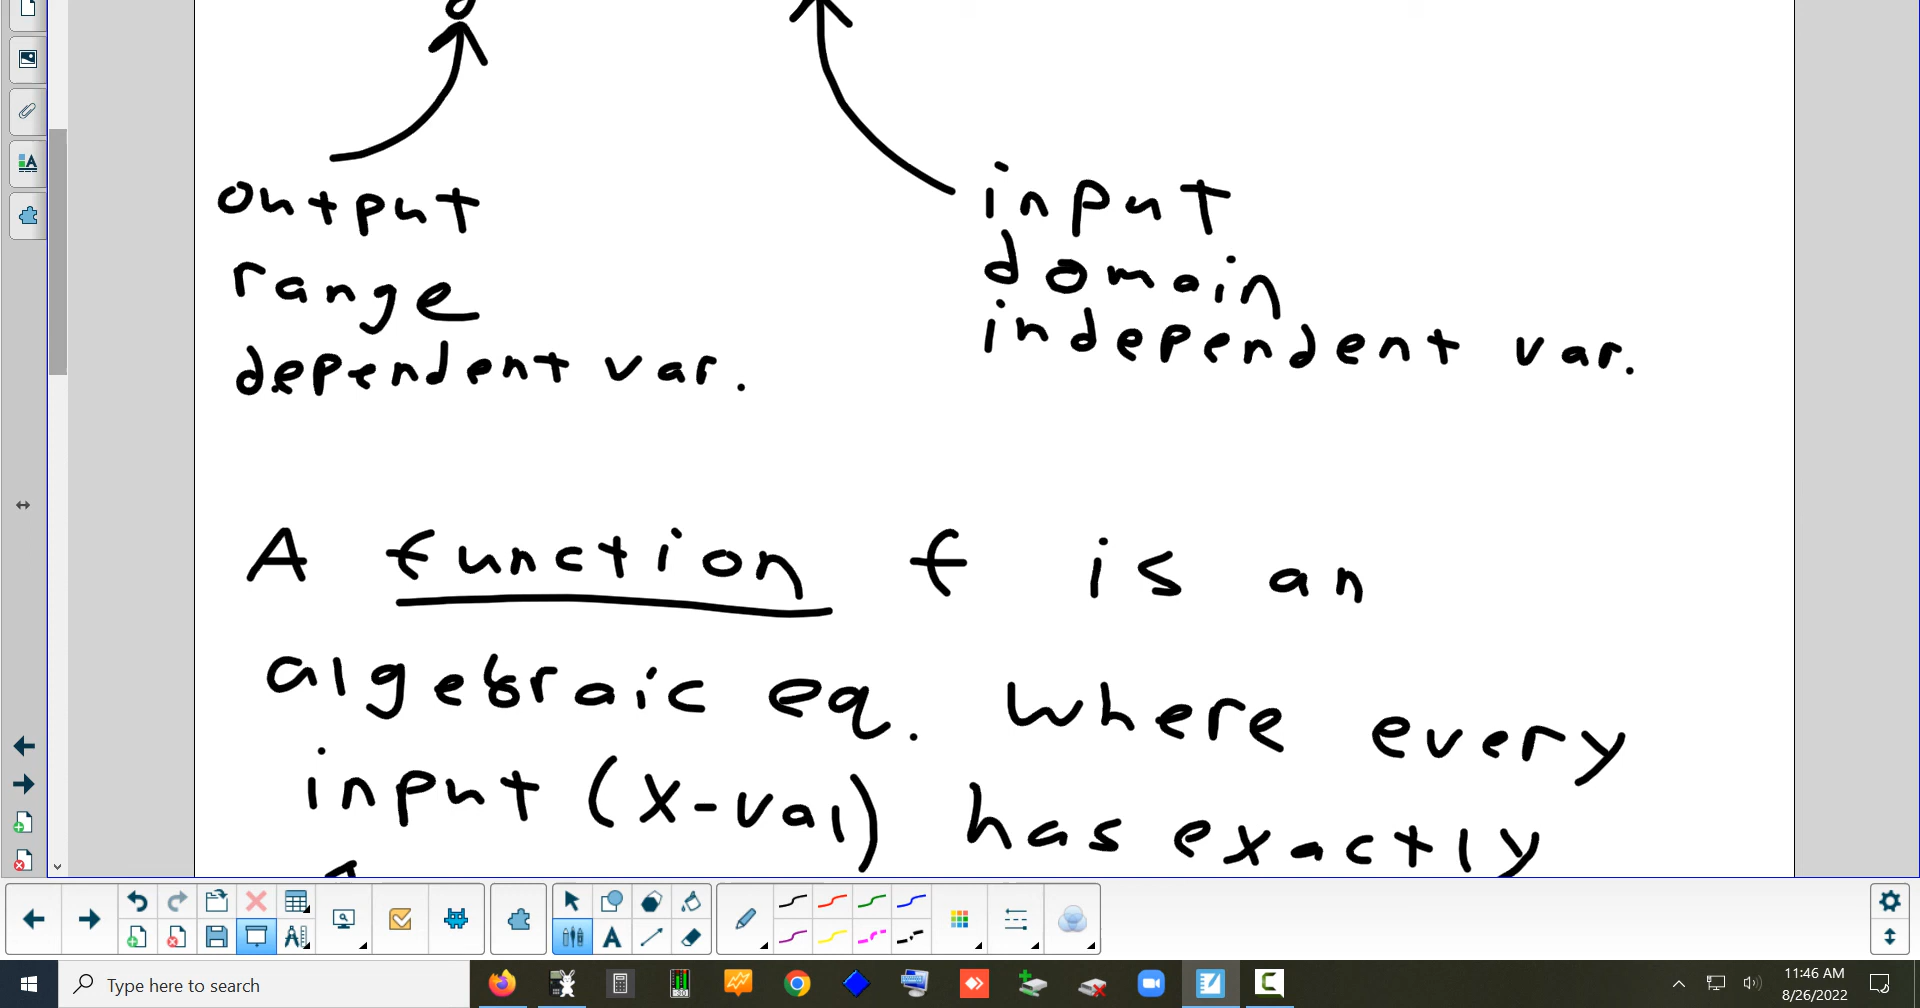 output
range
dependent var.
input
domain
independent var.
A function f is an
algebraic eq. where every
input (x-val) has exactly
Type here to search
11:46 AM
8/26/2022